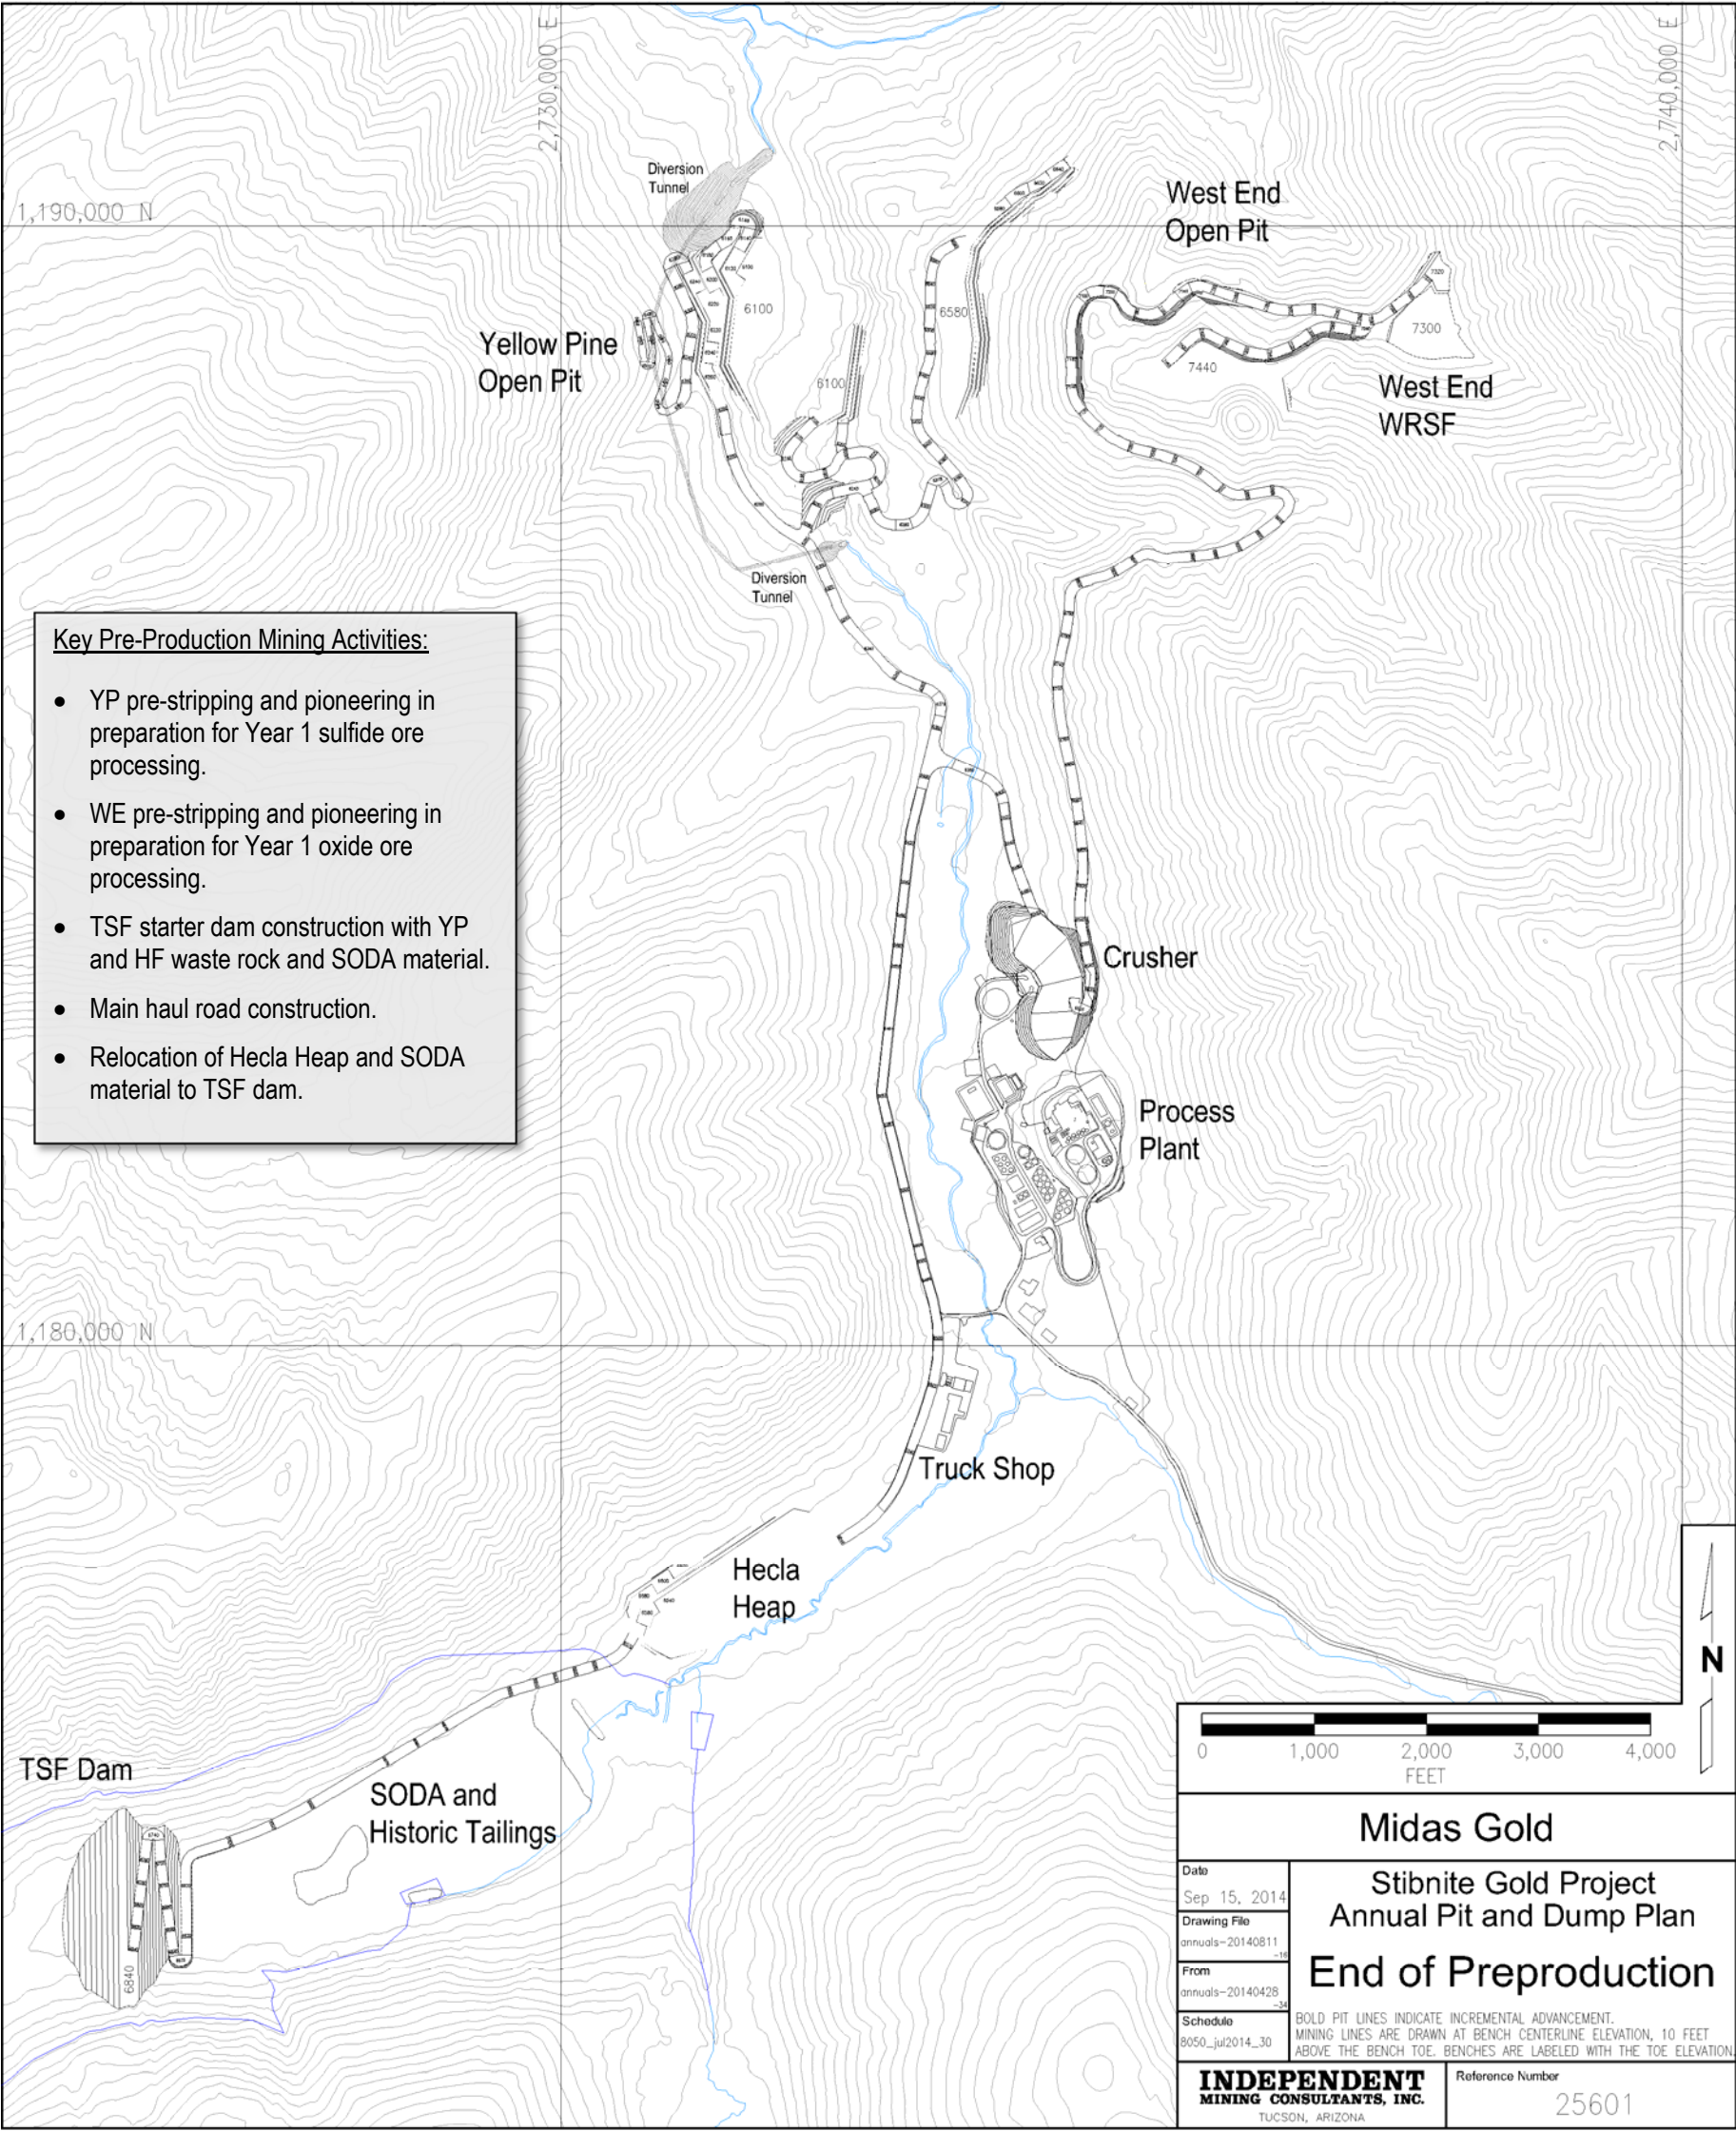 2,730,000 E
2,740,000 E
1,190,000 N
Diversion
Tunnel
West End
Open Pit
6100
6580
7320
7300
Yellow Pine
Open Pit
6100
7440
West End
WRSF
Diversion
Tunnel
Key Pre-Production Mining Activities:
• YP pre-stripping and pioneering in
preparation for Year 1 sulfide ore
processing.
• WE pre-stripping and pioneering in
preparation for Year 1 oxide ore
processing.
• TSF starter dam construction with YP
and HF waste rock and SODA material.
• Main haul road construction.
• Relocation of Hecla Heap and SODA
material to TSF dam.
Crusher
Process
Plant
1,180,000 N
Truck Shop
Hecla
Heap
TSF Dam
SODA and
Historic Tailings
6840
N
0 1,000 2,000 3,000 4,000
FEET
Midas Gold
Date
Sep 15, 2014
Drawing File
annuals-20140811
-16
From
annuals-20140428
-34
Schedule
8050_jul2014_30
Stibnite Gold Project
Annual Pit and Dump Plan
End of Preproduction
BOLD PIT LINES INDICATE INCREMENTAL ADVANCEMENT.
MINING LINES ARE DRAWN AT BENCH CENTERLINE ELEVATION, 10 FEET
ABOVE THE BENCH TOE. BENCHES ARE LABELED WITH THE TOE ELEVATION.
INDEPENDENT
MINING CONSULTANTS, INC.
TUCSON, ARIZONA
Reference Number
25601